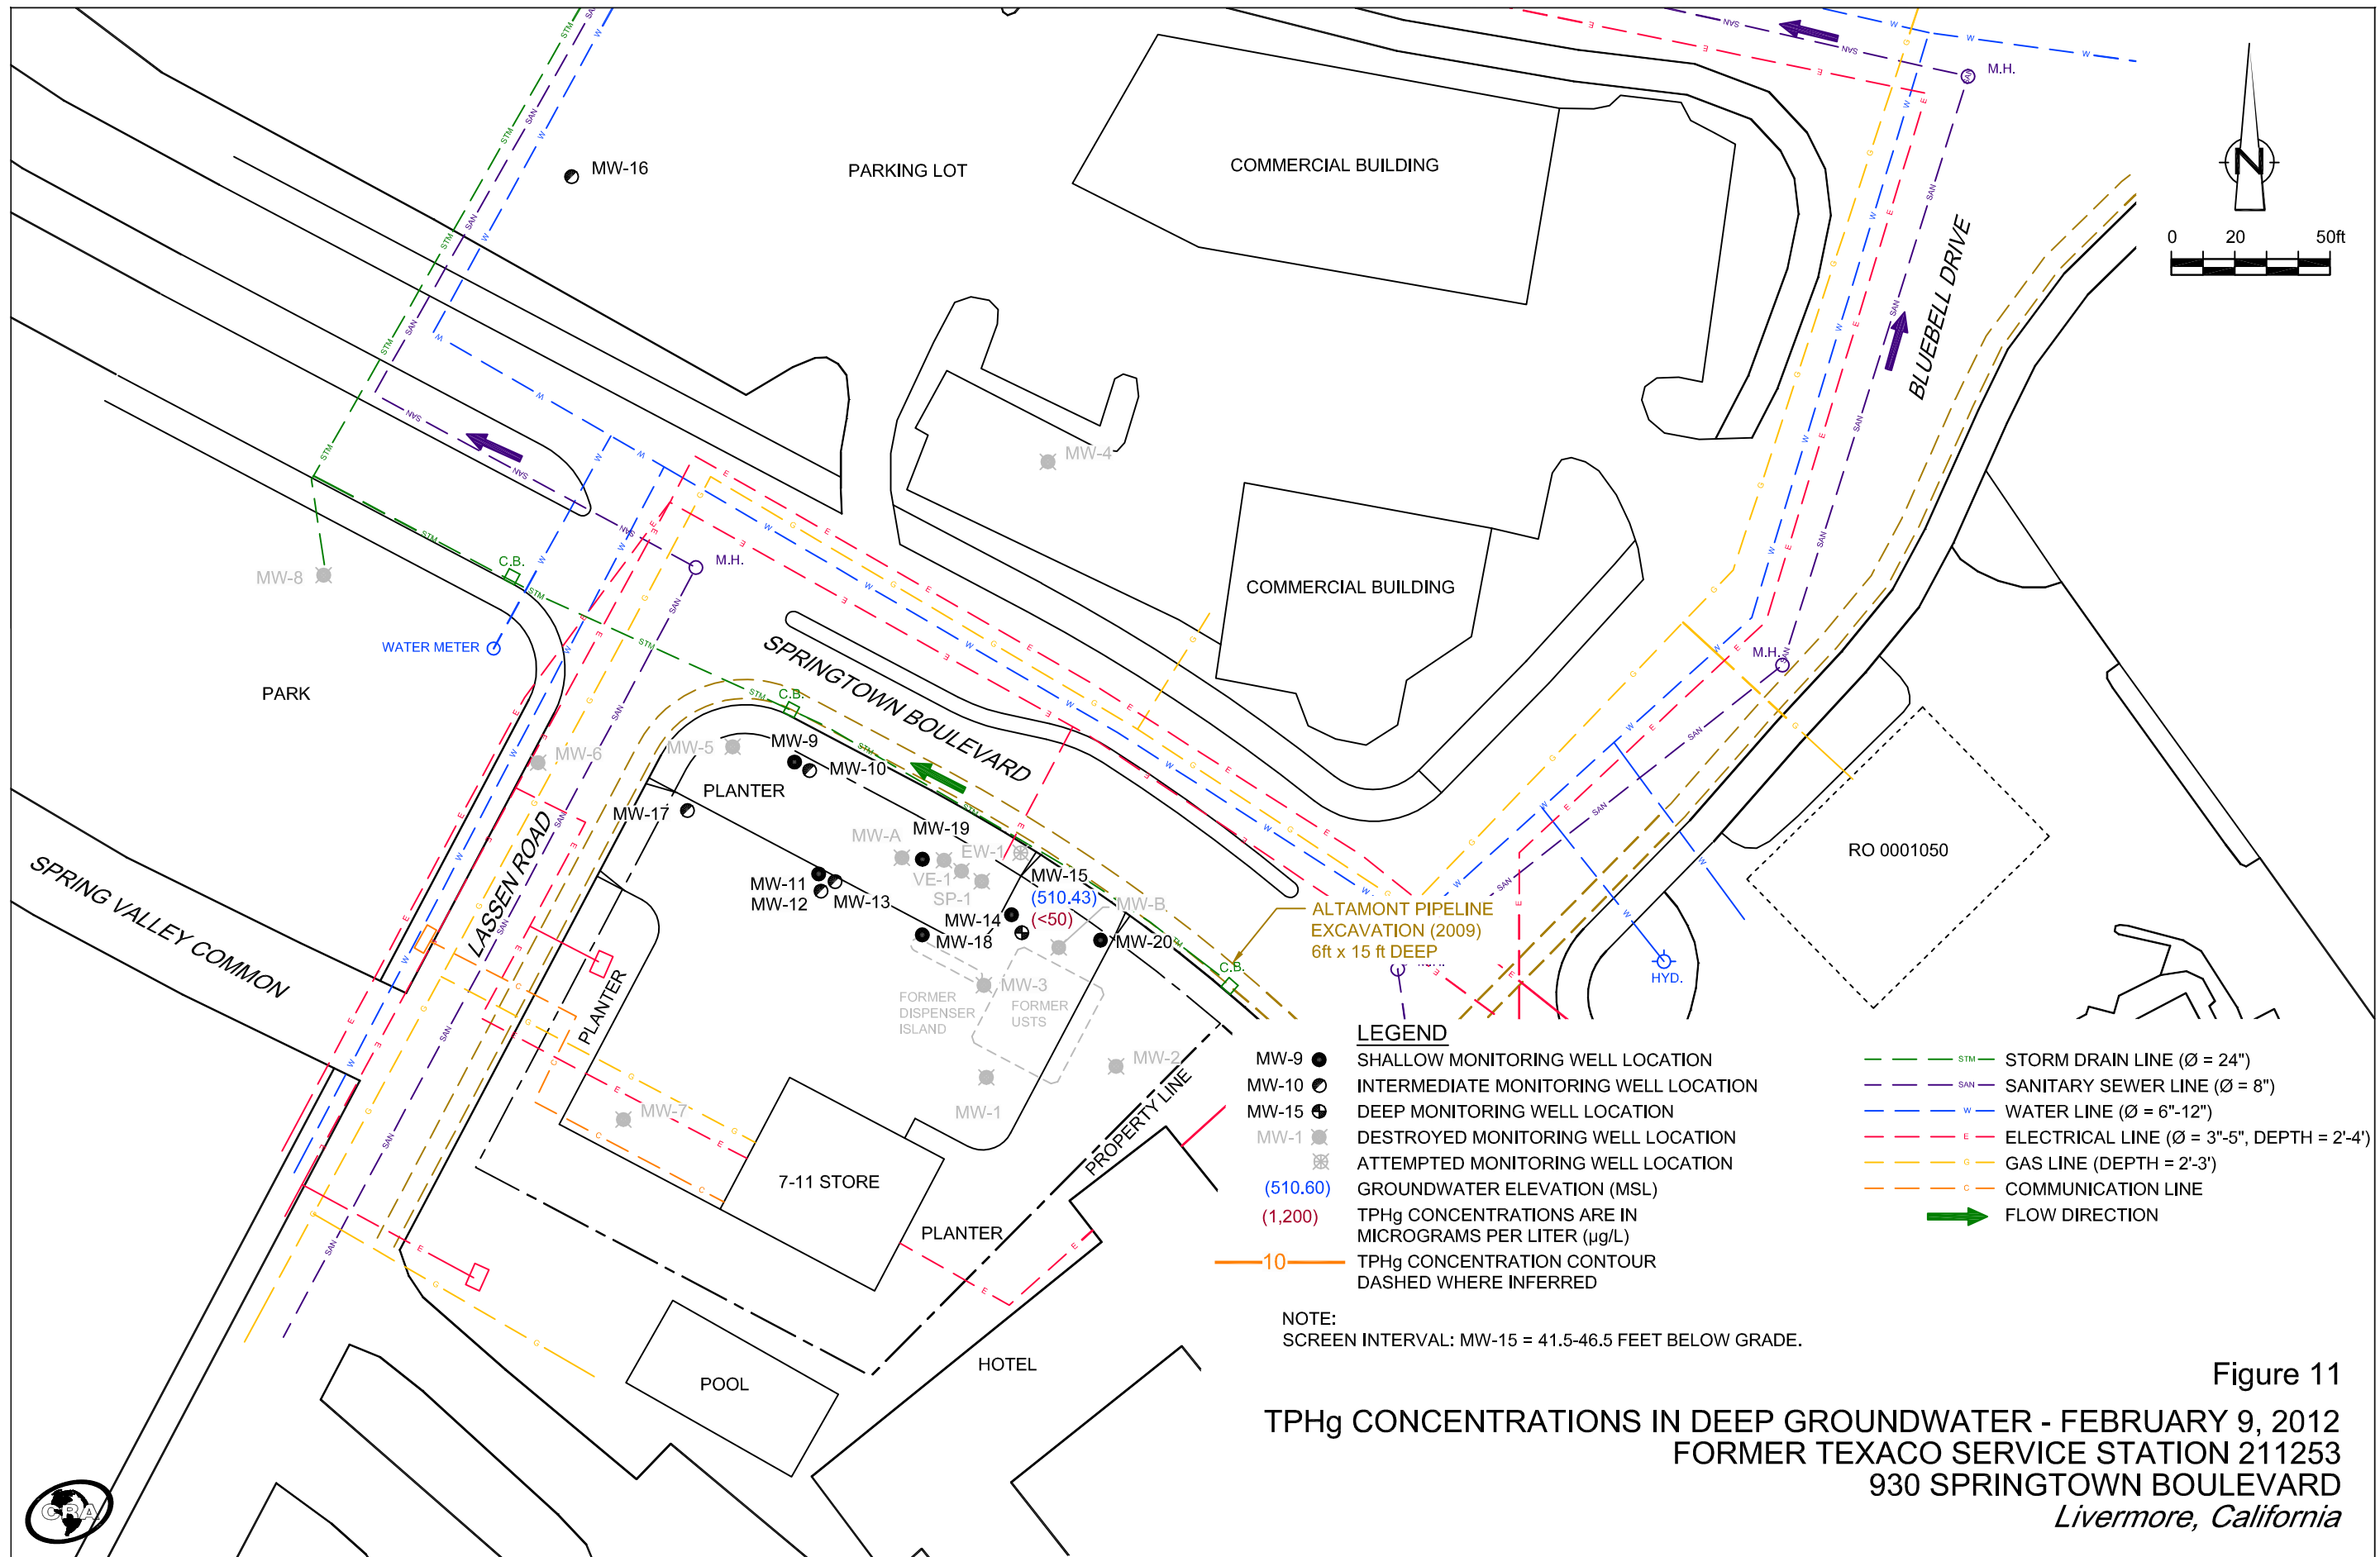 MW-16
PARKING LOT
COMMERCIAL BUILDING
M.H.
N
0 20 50ft
BLUEBELL DRIVE
MW-4
MW-8
C.B.
M.H.
WATER METER
PARK
COMMERCIAL BUILDING
M.H.
SPRINGTOWN BOULEVARD
C.B.
MW-5
MW-9
MW-10
MW-6
PLANTER
MW-17
MW-A
MW-19
EW-1
VE-1
SP-1
MW-11
MW-12
MW-13
MW-15
(510.43)
(<50)
MW-14
MW-B
MW-18
MW-20
RO 0001050
ALTAMONT PIPELINE
EXCAVATION (2009)
6ft x 15 ft DEEP
C.B.
HYD.
SPRING VALLEY COMMON
LASSEN ROAD
PLANTER
MW-3
FORMER
DISPENSER
ISLAND
FORMER
USTS
MW-2
MW-1
MW-7
PROPERTY LINE
7-11 STORE
PLANTER
POOL
HOTEL
LEGEND
MW-9 SHALLOW MONITORING WELL LOCATION
MW-10 INTERMEDIATE MONITORING WELL LOCATION
MW-15 DEEP MONITORING WELL LOCATION
MW-1 DESTROYED MONITORING WELL LOCATION
ATTEMPTED MONITORING WELL LOCATION
(510.60) GROUNDWATER ELEVATION (MSL)
(1,200) TPHg CONCENTRATIONS ARE IN
MICROGRAMS PER LITER (µg/L)
10 TPHg CONCENTRATION CONTOUR
DASHED WHERE INFERRED
STM STORM DRAIN LINE (Ø = 24")
SAN SANITARY SEWER LINE (Ø = 8")
W WATER LINE (Ø = 6"-12")
E ELECTRICAL LINE (Ø = 3"-5", DEPTH = 2'-4')
G GAS LINE (DEPTH = 2'-3')
C COMMUNICATION LINE
FLOW DIRECTION
NOTE:
SCREEN INTERVAL: MW-15 = 41.5-46.5 FEET BELOW GRADE.
Figure 11
TPHg CONCENTRATIONS IN DEEP GROUNDWATER - FEBRUARY 9, 2012
FORMER TEXACO SERVICE STATION 211253
930 SPRINGTOWN BOULEVARD
Livermore, California
CRA